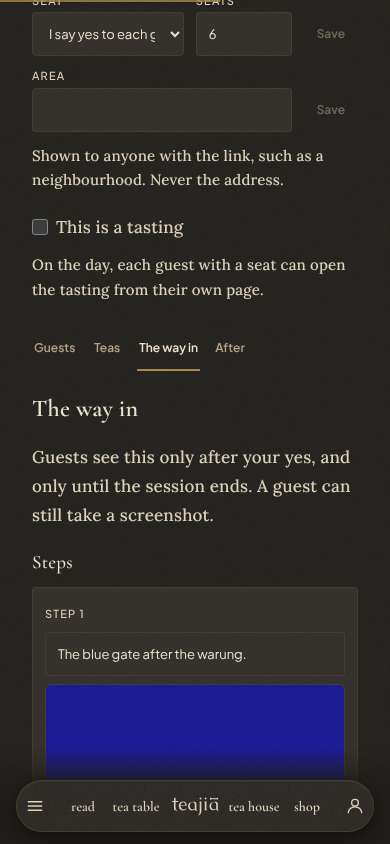 SEAT SEATS
I say yes to each 6 Save
AREA
Save
Shown to anyone with the link, such as a
neighbourhood. Never the address.
This is a tasting
On the day, each guest with a seat can open
the tasting from their own page.
Guests Teas The way in After
The way in
Guests see this only after your yes, and
only until the session ends. A guest can
still take a screenshot.
Steps
STEP 1
The blue gate after the warung.
read tea table teajia tea house shop